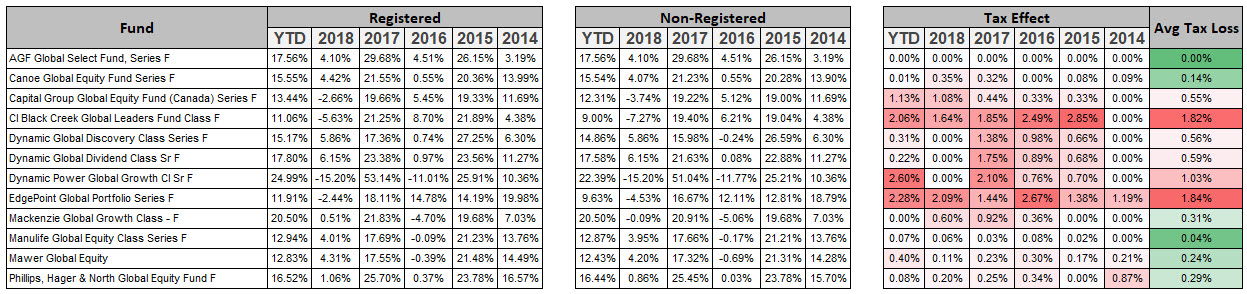 Fund Registered Non-Registered Tax Effect Avg Tax Loss
YTD 2018 2017 2016 2015 2014 YTD 2018 2017 2016 2015 2014 YTD 2018 2017 2016 2015 2014
AGF Global Select Fund, Series F 17.56% 4.10% 29.68% 4.51% 26.15% 3.19% 17.56% 4.10% 29.68% 4.51% 26.15% 3.19% 0.00% 0.00% 0.00% 0.00% 0.00% 0.00% 0.00%
Canoe Global Equity Fund Series F 15.55% 4.42% 21.55% 0.55% 20.36% 13.99% 15.54% 4.07% 21.23% 0.55% 20.28% 13.90% 0.01% 0.35% 0.32% 0.00% 0.08% 0.09% 0.14%
Capital Group Global Equity Fund (Canada) Series F 13.44% -2.66% 19.66% 5.45% 19.33% 11.69% 12.31% -3.74% 19.22% 5.12% 19.00% 11.69% 1.13% 1.08% 0.44% 0.33% 0.33% 0.00% 0.55%
CI Black Creek Global Leaders Fund Class F 11.06% -5.63% 21.25% 8.70% 21.89% 4.38% 9.00% -7.27% 19.40% 6.21% 19.04% 4.38% 2.06% 1.64% 1.85% 2.49% 2.85% 0.00% 1.82%
Dynamic Global Discovery Class Series F 15.17% 5.86% 17.36% 0.74% 27.25% 6.30% 14.86% 5.86% 15.98% -0.24% 26.59% 6.30% 0.31% 0.00% 1.38% 0.98% 0.66% 0.00% 0.56%
Dynamic Global Dividend Class Sr F 17.80% 6.15% 23.38% 0.97% 23.56% 11.27% 17.58% 6.15% 21.63% 0.08% 22.88% 11.27% 0.22% 0.00% 1.75% 0.89% 0.68% 0.00% 0.59%
Dynamic Power Global Growth Cl Sr F 24.99% -15.20% 53.14% -11.01% 25.91% 10.36% 22.39% -15.20% 51.04% -11.77% 25.21% 10.36% 2.60% 0.00% 2.10% 0.76% 0.70% 0.00% 1.03%
EdgePoint Global Portfolio Series F 11.91% -2.44% 18.11% 14.78% 14.19% 19.98% 9.63% -4.53% 16.67% 12.11% 12.81% 18.79% 2.28% 2.09% 1.44% 2.67% 1.38% 1.19% 1.84%
Mackenzie Global Growth Class - F 20.50% 0.51% 21.83% -4.70% 19.68% 7.03% 20.50% -0.09% 20.91% -5.06% 19.68% 7.03% 0.00% 0.60% 0.92% 0.36% 0.00% 0.00% 0.31%
Manulife Global Equity Class Series F 12.94% 4.01% 17.69% -0.09% 21.23% 13.76% 12.87% 3.95% 17.66% -0.17% 21.21% 13.76% 0.07% 0.06% 0.03% 0.08% 0.02% 0.00% 0.04%
Mawer Global Equity 12.83% 4.31% 17.55% -0.39% 21.48% 14.49% 12.43% 4.20% 17.32% -0.69% 21.31% 14.28% 0.40% 0.11% 0.23% 0.30% 0.17% 0.21% 0.24%
Phillips, Hager & North Global Equity Fund F 16.52% 1.06% 25.70% 0.37% 23.78% 16.57% 16.44% 0.86% 25.45% 0.03% 23.78% 15.70% 0.08% 0.20% 0.25% 0.34% 0.00% 0.87% 0.29%